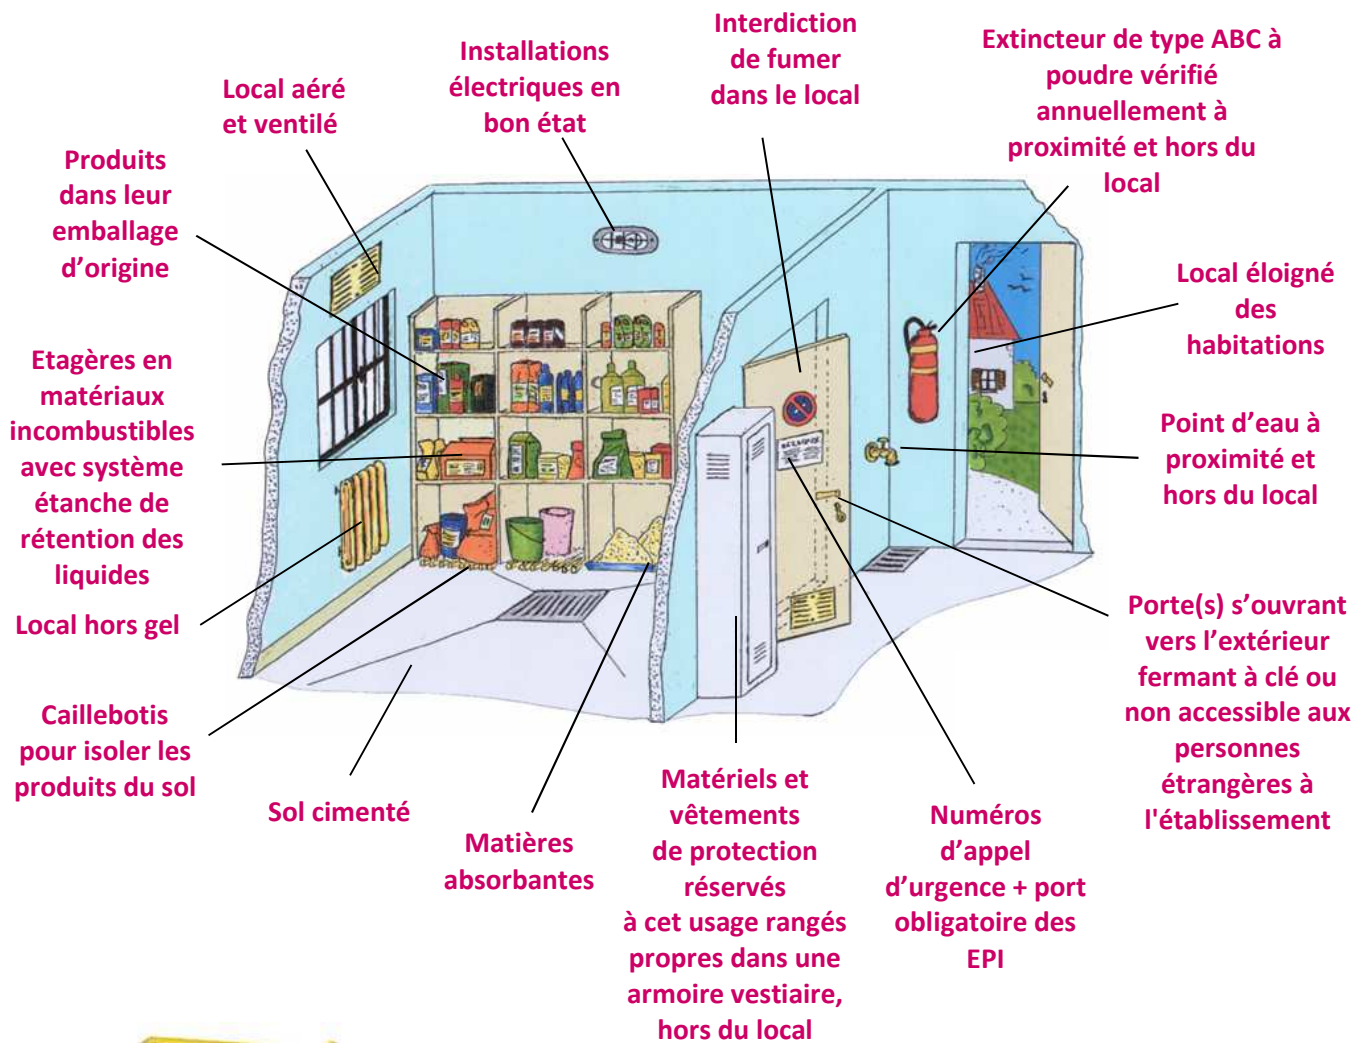 Interdiction
de fumer
dans le local
Extincteur de type ABC à
poudre vérifié
annuellement à
proximité et hors du
local
Installations
électriques en
bon état
Local aéré
et ventilé
Produits
dans leur
emballage
d’origine
Local éloigné
des
habitations
Etagères en
matériaux
incombustibles
avec système
étanche de
rétention des
liquides
Point d’eau à
proximité et
hors du local
Local hors gel
Porte(s) s’ouvrant
vers l’extérieur
fermant à clé ou
non accessible aux
personnes
étrangères à
l'établissement
Caillebotis
pour isoler les
produits du sol
Sol cimenté
Matières
absorbantes
Matériels et
vêtements
de protection
réservés
à cet usage rangés
propres dans une
armoire vestiaire,
hors du local
Numéros
d’appel
d’urgence + port
obligatoire des
EPI